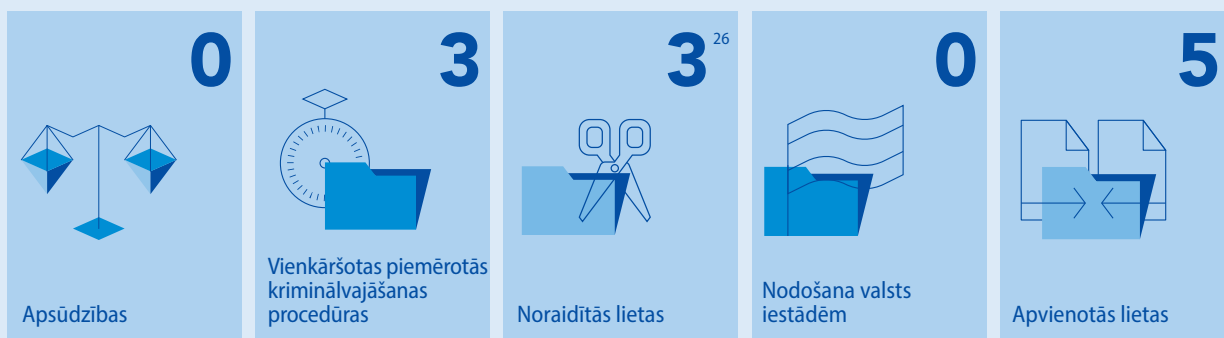 0
Apsūdzības
3
Vienkāršotas piemērotās
kriminālvajāšanas
procedūras
3 26
Noraidītās lietas
0
Nodošana valsts
iestādēm
5
Apvienotās lietas